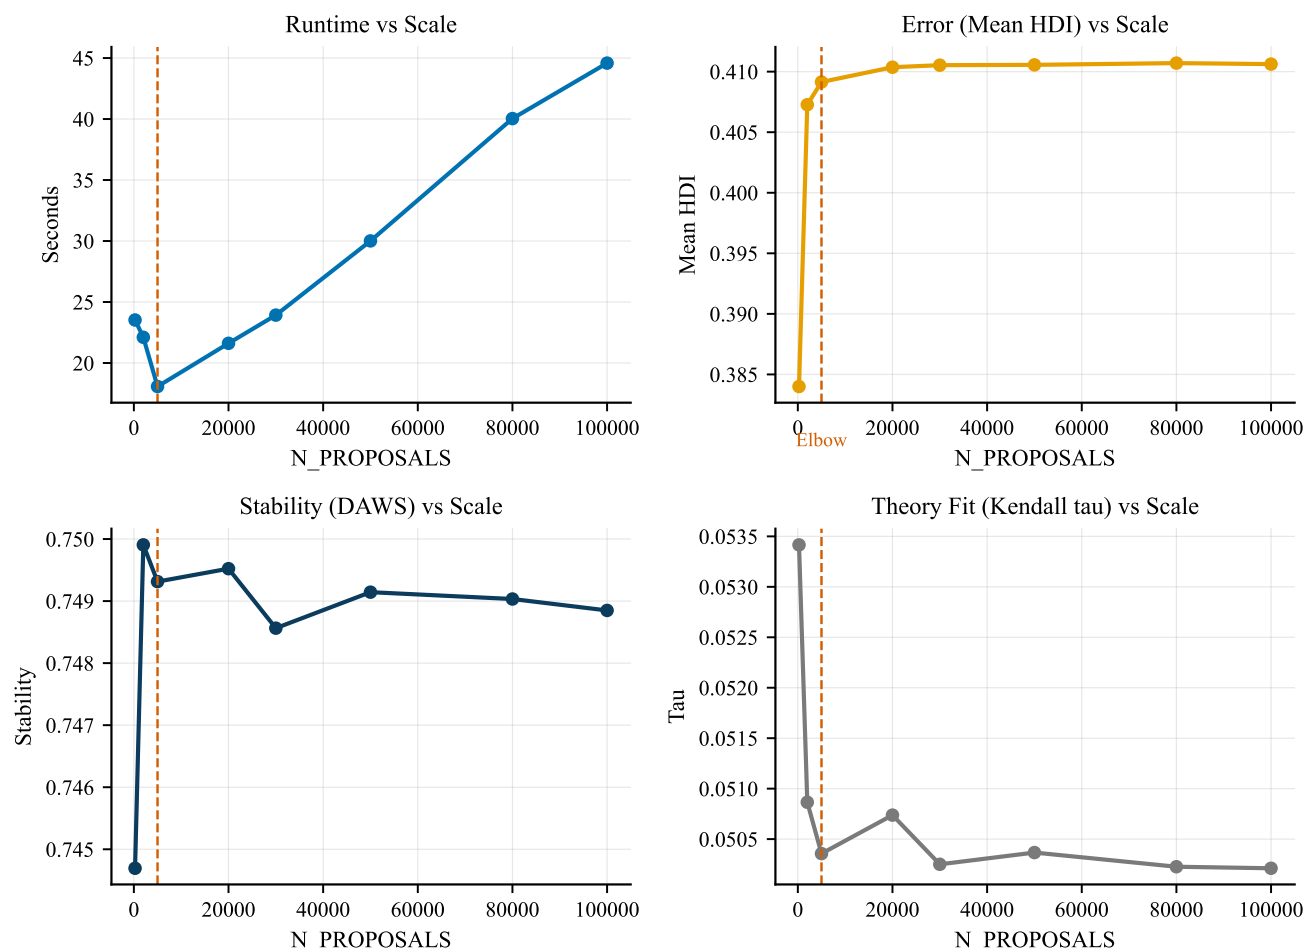 Runtime vs Scale
Seconds
45
40
35
30
25
20
0 20000 40000 60000 80000 100000
N_PROPOSALS
Error (Mean HDI) vs Scale
Mean HDI
0.410
0.405
0.400
0.395
0.390
0.385
0 20000 40000 60000 80000 100000
Elbow
N_PROPOSALS
Stability (DAWS) vs Scale
Stability
0.750
0.749
0.748
0.747
0.746
0.745
0 20000 40000 60000 80000 100000
N_PROPOSALS
Theory Fit (Kendall tau) vs Scale
Tau
0.0535
0.0530
0.0525
0.0520
0.0515
0.0510
0.0505
0 20000 40000 60000 80000 100000
N_PROPOSALS